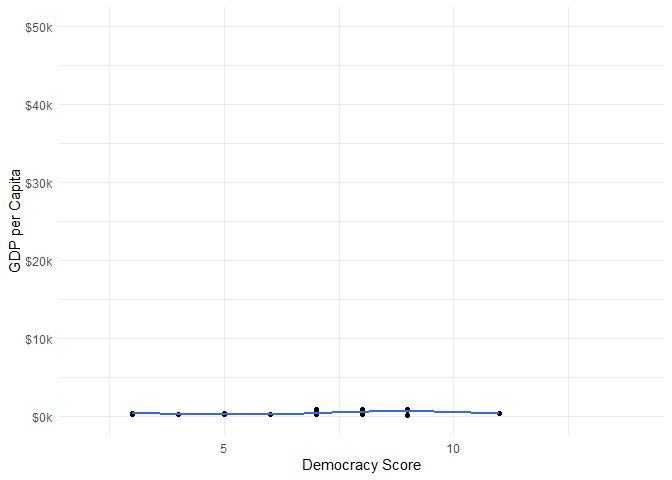 $50k
$40k
$30k
$20k
$10k
$0k
GDP per Capita
5 10
Democracy Score